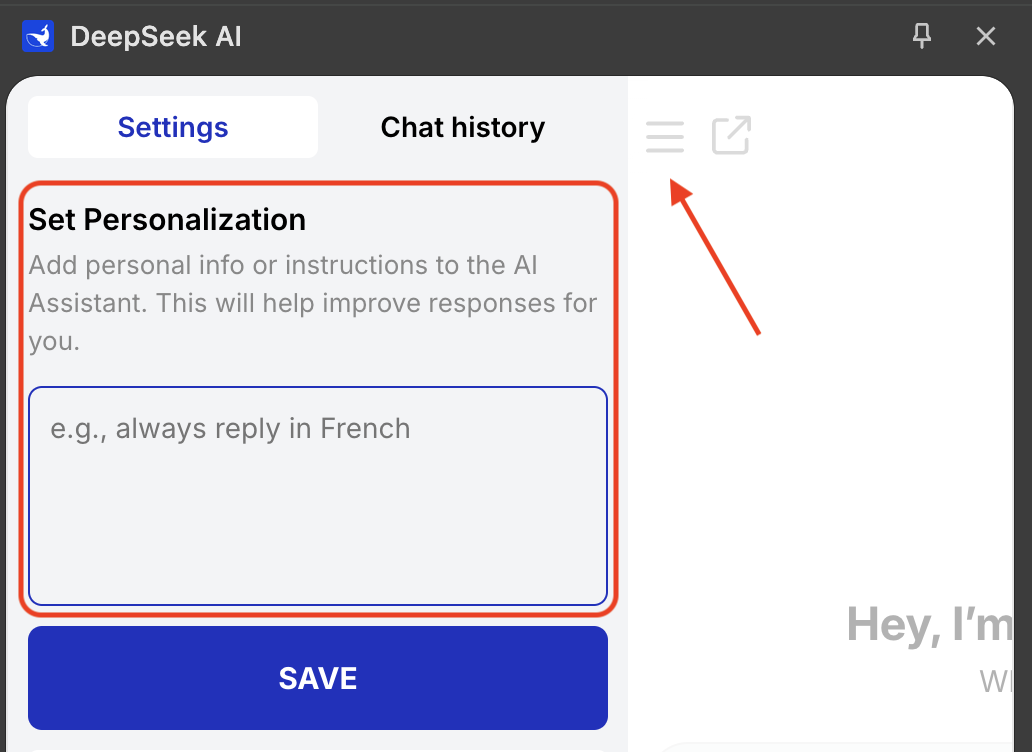 DeepSeek AI
Settings
Chat history
Set Personalization
Add personal info or instructions to the AI
Assistant. This will help improve responses for
you.
e.g., always reply in French
SAVE
Hey, I’m